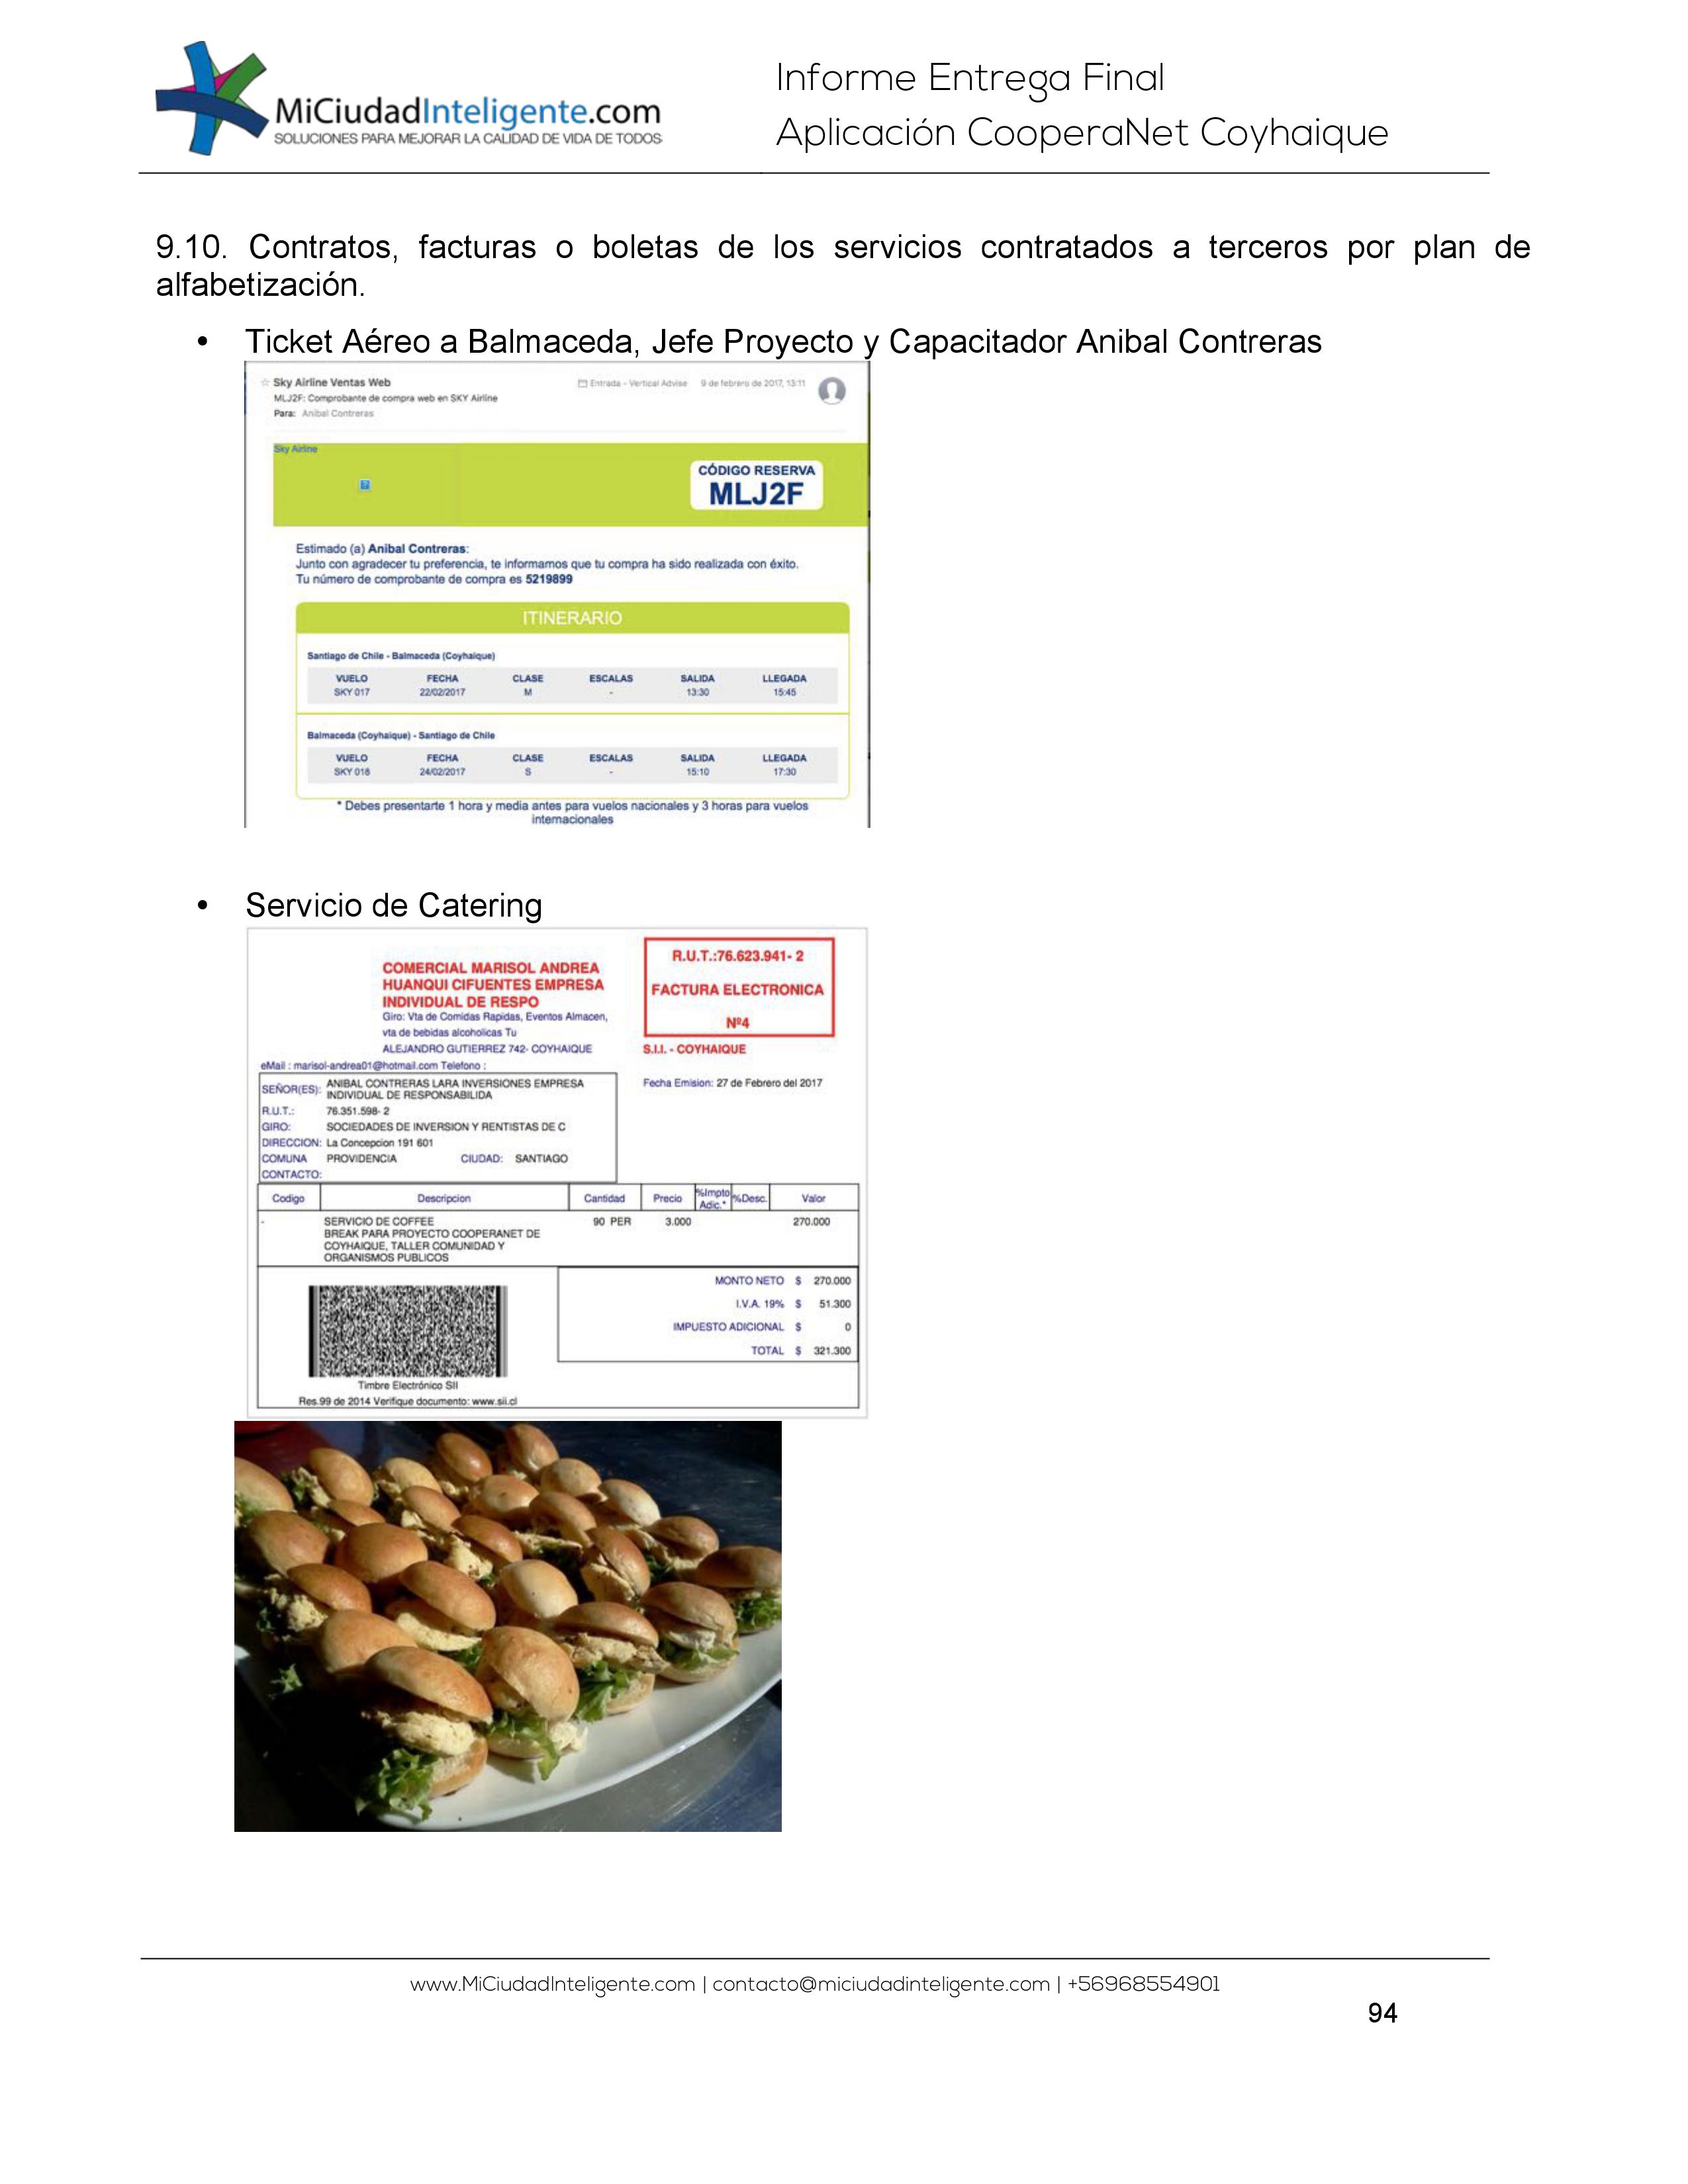 MiCiudadInteligente.com
SOLUCIONES PARA MEJORAR LA CALIDAD DE VIDA DE TODOS
Informe Entrega Final
Aplicación CooperaNet Coyhaique
9.10. Contratos, facturas o boletas de los servicios contratados a terceros por plan de
alfabetización.
• Ticket Aéreo a Balmaceda, Jefe Proyecto y Capacitador Anibal Contreras
Sky Airline Ventas Web
Entrada - Vertical Advise 9 de febrero de 2017, 13:11
MLJ2F: Comprobante de compra web en SKY Airline
Para: Anibal Contreras
Sky Airline
CÓDIGO RESERVA
MLJ2F
Estimado (a) Anibal Contreras:
Junto con agradecer tu preferencia, te informamos que tu compra ha sido realizada con éxito.
Tu número de comprobante de compra es 5219899
ITINERARIO
Santiago de Chile - Balmaceda (Coyhaique)
VUELO FECHA CLASE ESCALAS SALIDA LLEGADA
SKY 017 22/02/2017 M - 13:30 15:45
Balmaceda (Coyhaique) - Santiago de Chile
VUELO FECHA CLASE ESCALAS SALIDA LLEGADA
SKY 018 24/02/2017 S - 15:10 17:30
* Debes presentarte 1 hora y media antes para vuelos nacionales y 3 horas para vuelos
internacionales
• Servicio de Catering
COMERCIAL MARISOL ANDREA
HUANQUI CIFUENTES EMPRESA
INDIVIDUAL DE RESPO
Giro: Vta de Comidas Rapidas, Eventos Almacen,
vta de bebidas alcoholicas Tu
ALEJANDRO GUTIERREZ 742- COYHAIQUE
eMail : marisol-andrea01@hotmail.com Telefono :
R.U.T.:76.623.941- 2
FACTURA ELECTRONICA
Nº4
S.I.I. - COYHAIQUE
Fecha Emision: 27 de Febrero del 2017
SEÑOR(ES): ANIBAL CONTRERAS LARA INVERSIONES EMPRESA
INDIVIDUAL DE RESPONSABILIDA
R.U.T.: 76.351.598- 2
GIRO: SOCIEDADES DE INVERSION Y RENTISTAS DE C
DIRECCION: La Concepcion 191 601
COMUNA PROVIDENCIA CIUDAD: SANTIAGO
CONTACTO:
Codigo Descripcion Cantidad Precio %Impto Adic.* %Desc. Valor
- SERVICIO DE COFFEE 90 PER 3.000 270.000
BREAK PARA PROYECTO COOPERANET DE
COYHAIQUE, TALLER COMUNIDAD Y
ORGANISMOS PUBLICOS
MONTO NETO $ 270.000
I.V.A. 19% $ 51.300
IMPUESTO ADICIONAL $ 0
TOTAL $ 321.300
Timbre Electrónico SII
Res.99 de 2014 Verifique documento: www.sii.cl
www.MiCiudadInteligente.com | contacto@miciudadinteligente.com | +56968554901
94